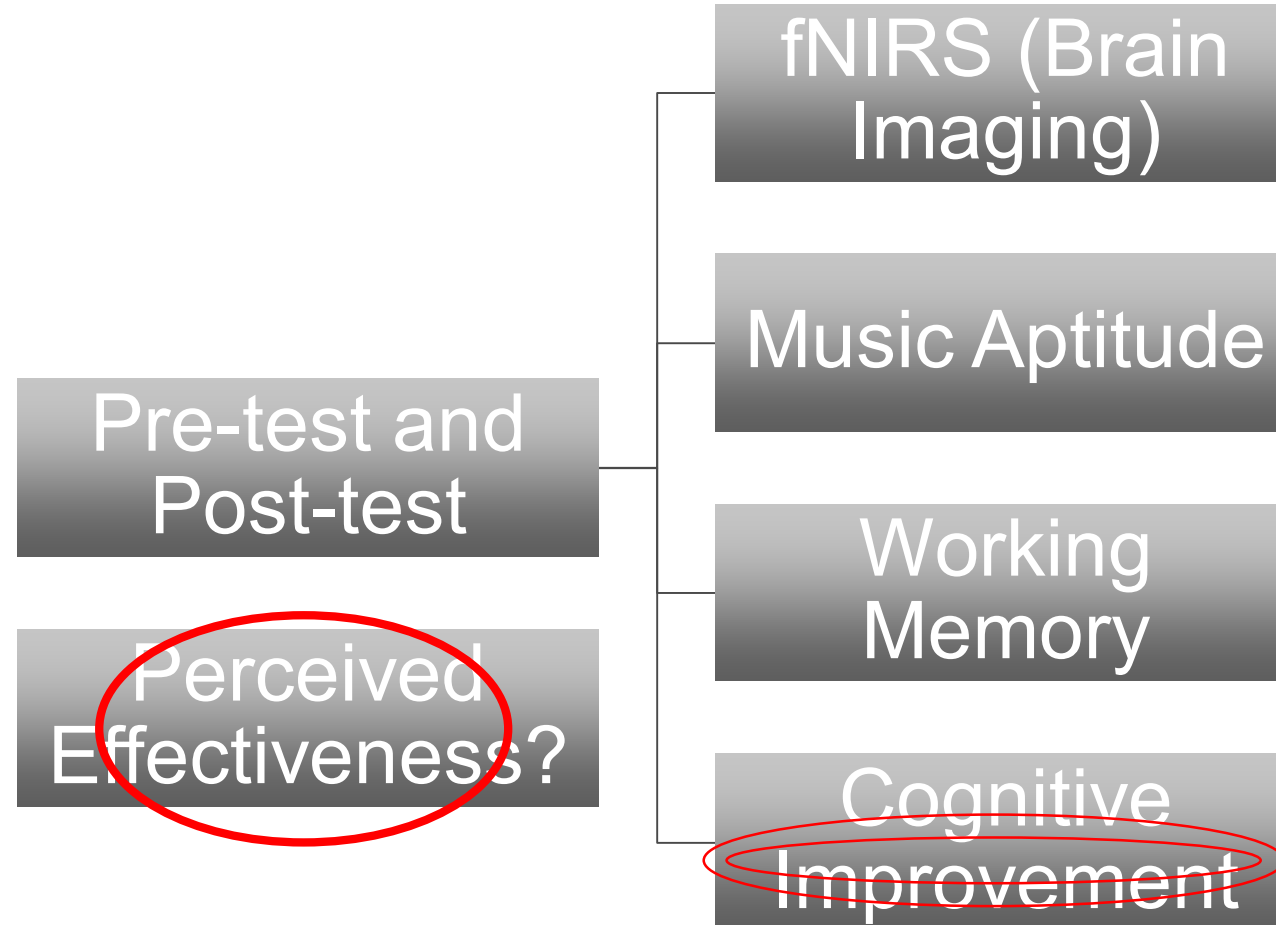 Pre-test and
Post-test
Perceived
Effectiveness?
fNIRS (Brain
Imaging)
Music Aptitude
Working
Memory
Cognitive
Improvement